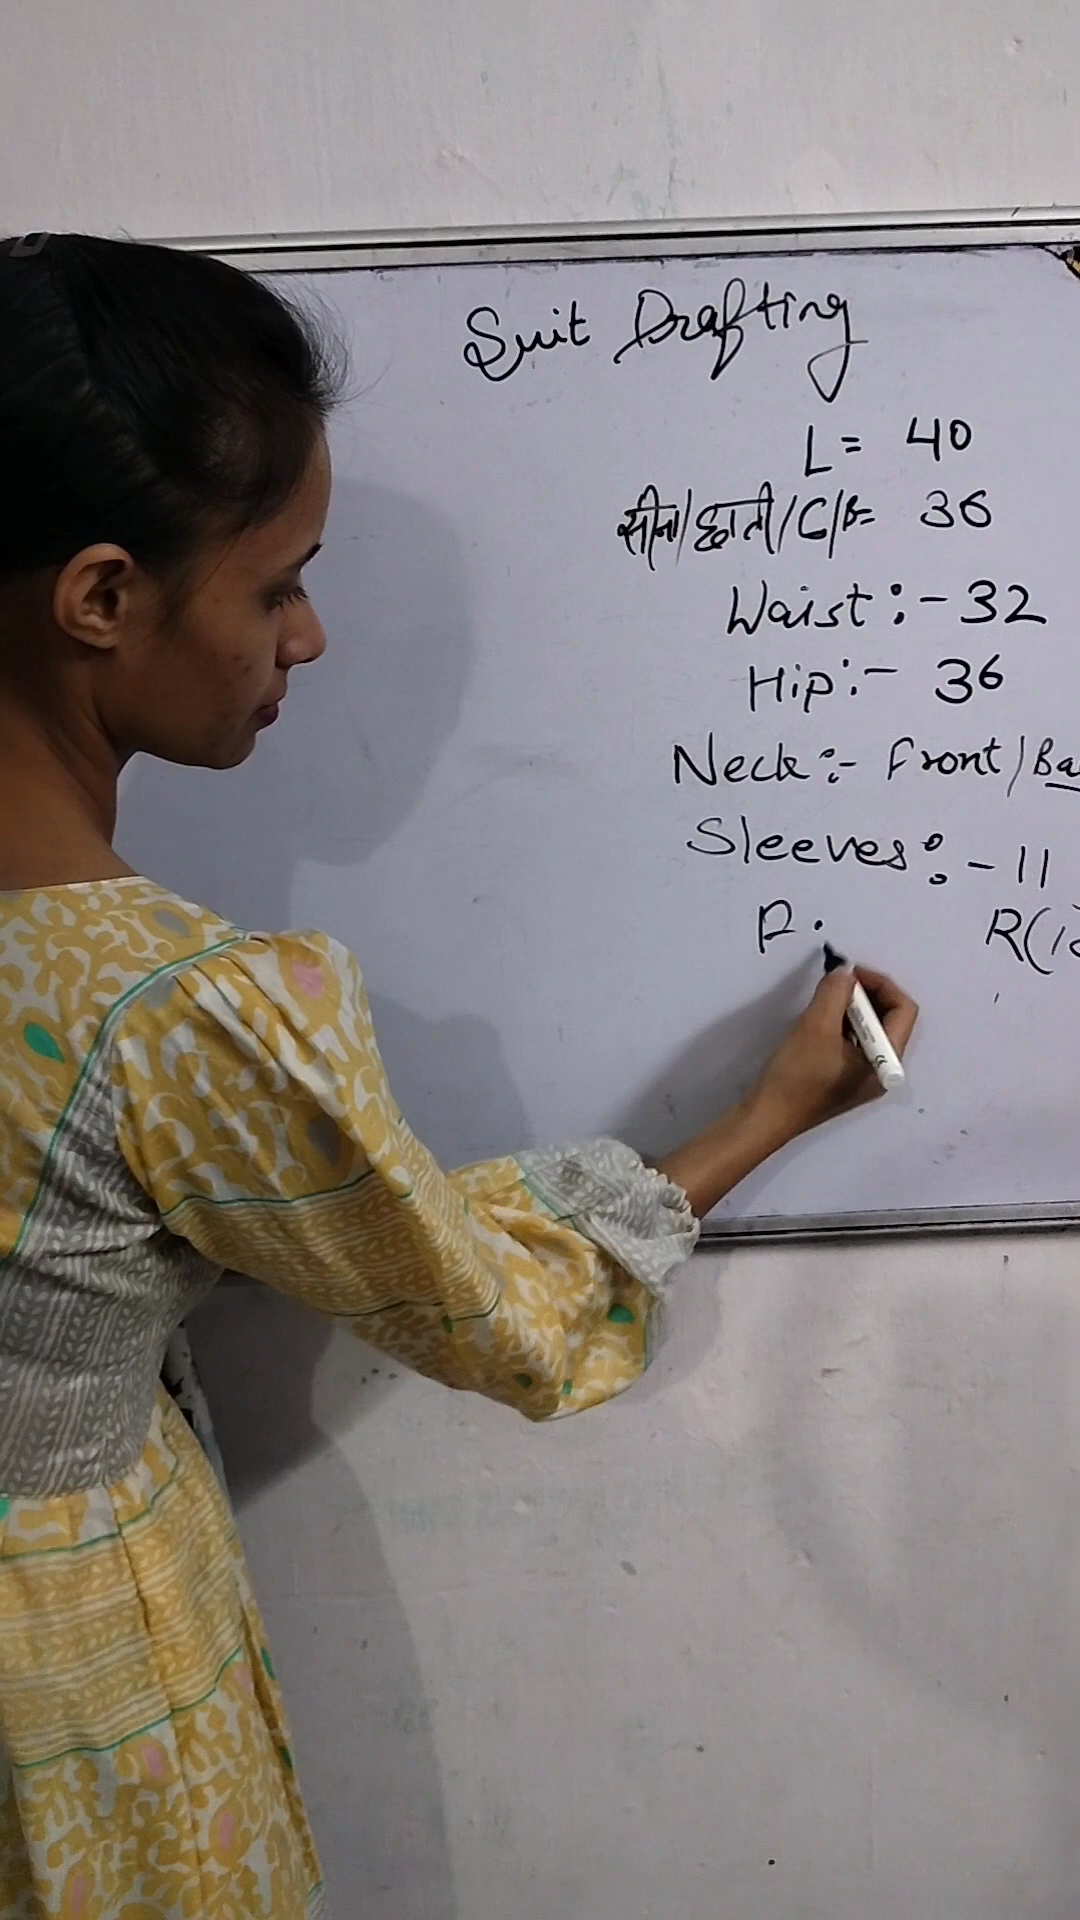 Suit Drafting
L = 40
सीना/छाती/C/B= 36
Waist :- 32
Hip :- 36
Neck :- Front/Ba
Sleeves :- 11
R(